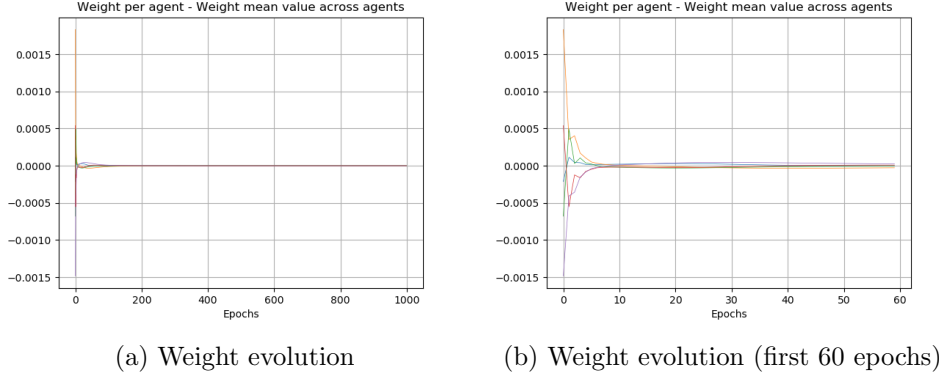 Weight per agent - Weight mean value across agents
0.0015
0.0010
0.0005
0.0000
−0.0005
−0.0010
−0.0015
0 200 400 600 800 1000
Epochs
(a) Weight evolution
Weight per agent - Weight mean value across agents
0.0015
0.0010
0.0005
0.0000
−0.0005
−0.0010
−0.0015
0 10 20 30 40 50 60
Epochs
(b) Weight evolution (first 60 epochs)